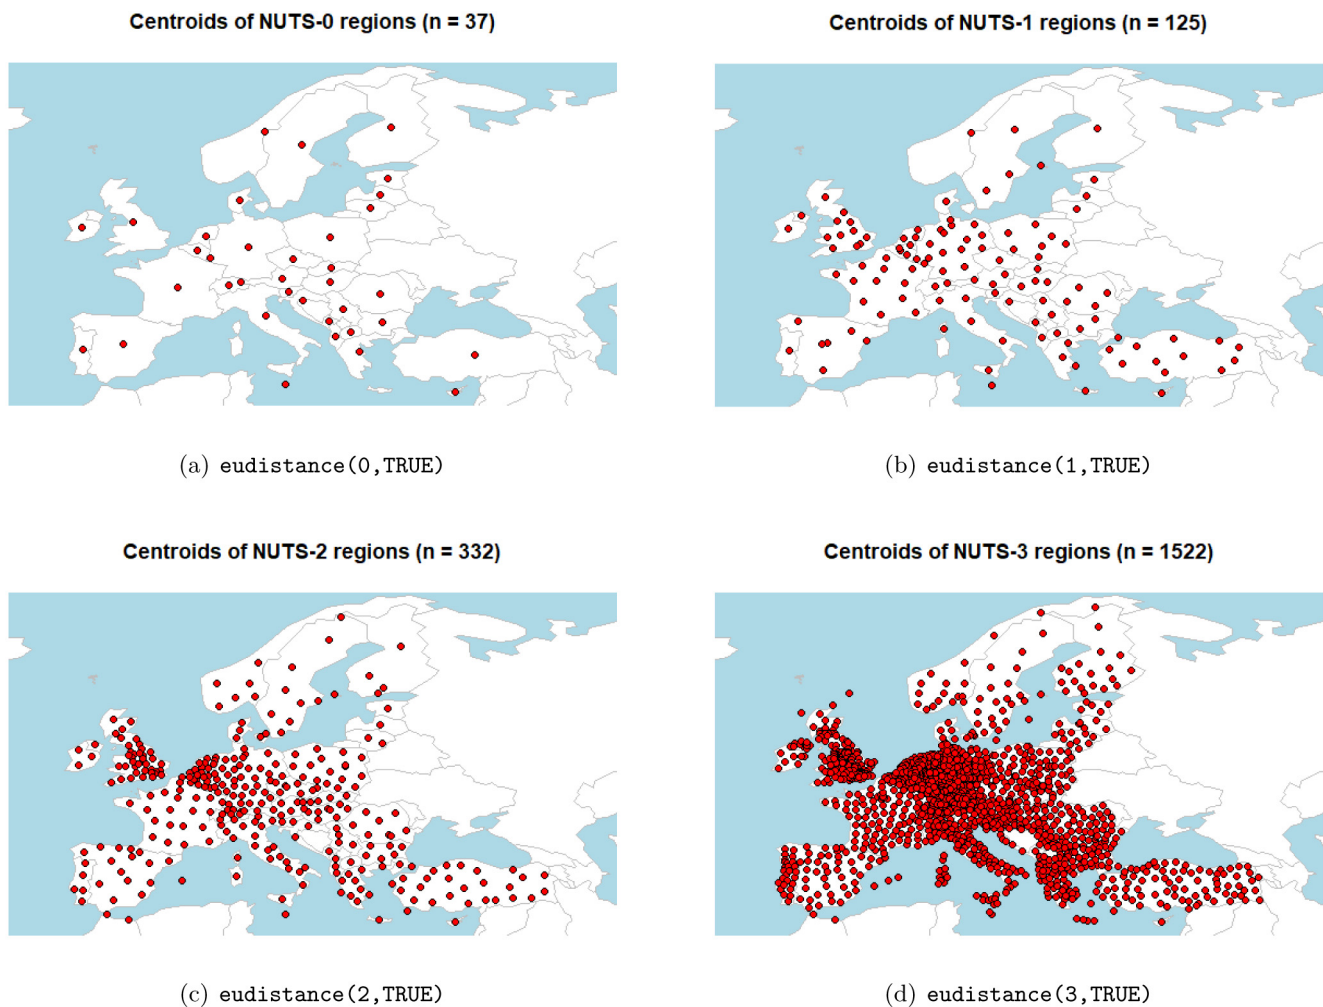 Centroids of NUTS-0 regions (n = 37)
Centroids of NUTS-1 regions (n = 125)
(a) eudistance(0,TRUE)
(b) eudistance(1,TRUE)
Centroids of NUTS-2 regions (n = 332)
Centroids of NUTS-3 regions (n = 1522)
(c) eudistance(2,TRUE)
(d) eudistance(3,TRUE)